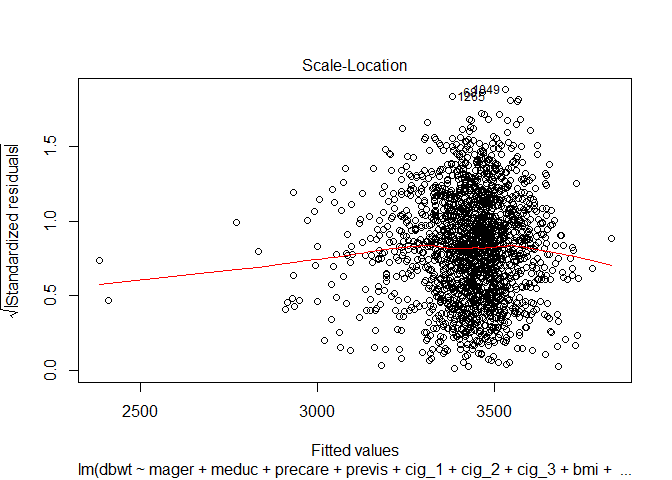 Scale-Location
1049
1265
1.5
1.0
0.5
0.0
√|Standardized residuals|
2500 3000 3500
Fitted values
lm(dbwt ~ mager + meduc + precare + previs + cig_1 + cig_2 + cig_3 + bmi + ...